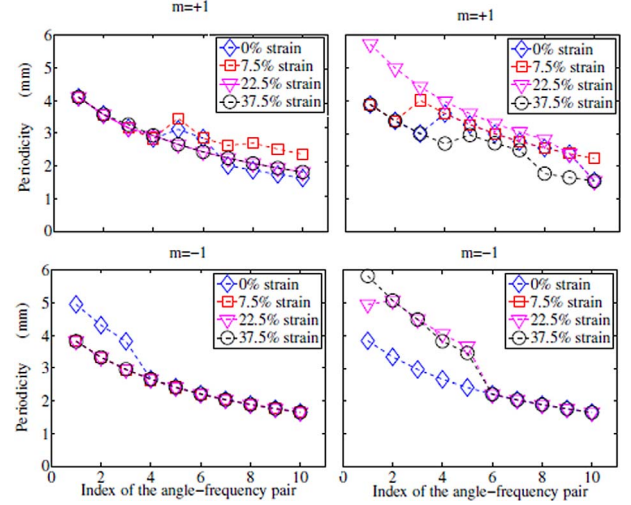 m=+1
m=+1
6
5
4
3
2
1
0
Periodicity (mm)
0% strain
7.5% strain
22.5% strain
37.5% strain
0% strain
7.5% strain
22.5% strain
37.5% strain
m=−1
m=−1
6
5
4
3
2
1
0
Periodicity (mm)
0% strain
7.5% strain
22.5% strain
37.5% strain
0% strain
7.5% strain
22.5% strain
37.5% strain
0 2 4 6 8 10 0 2 4 6 8 10
Index of the angle−frequency pair Index of the angle−frequency pair